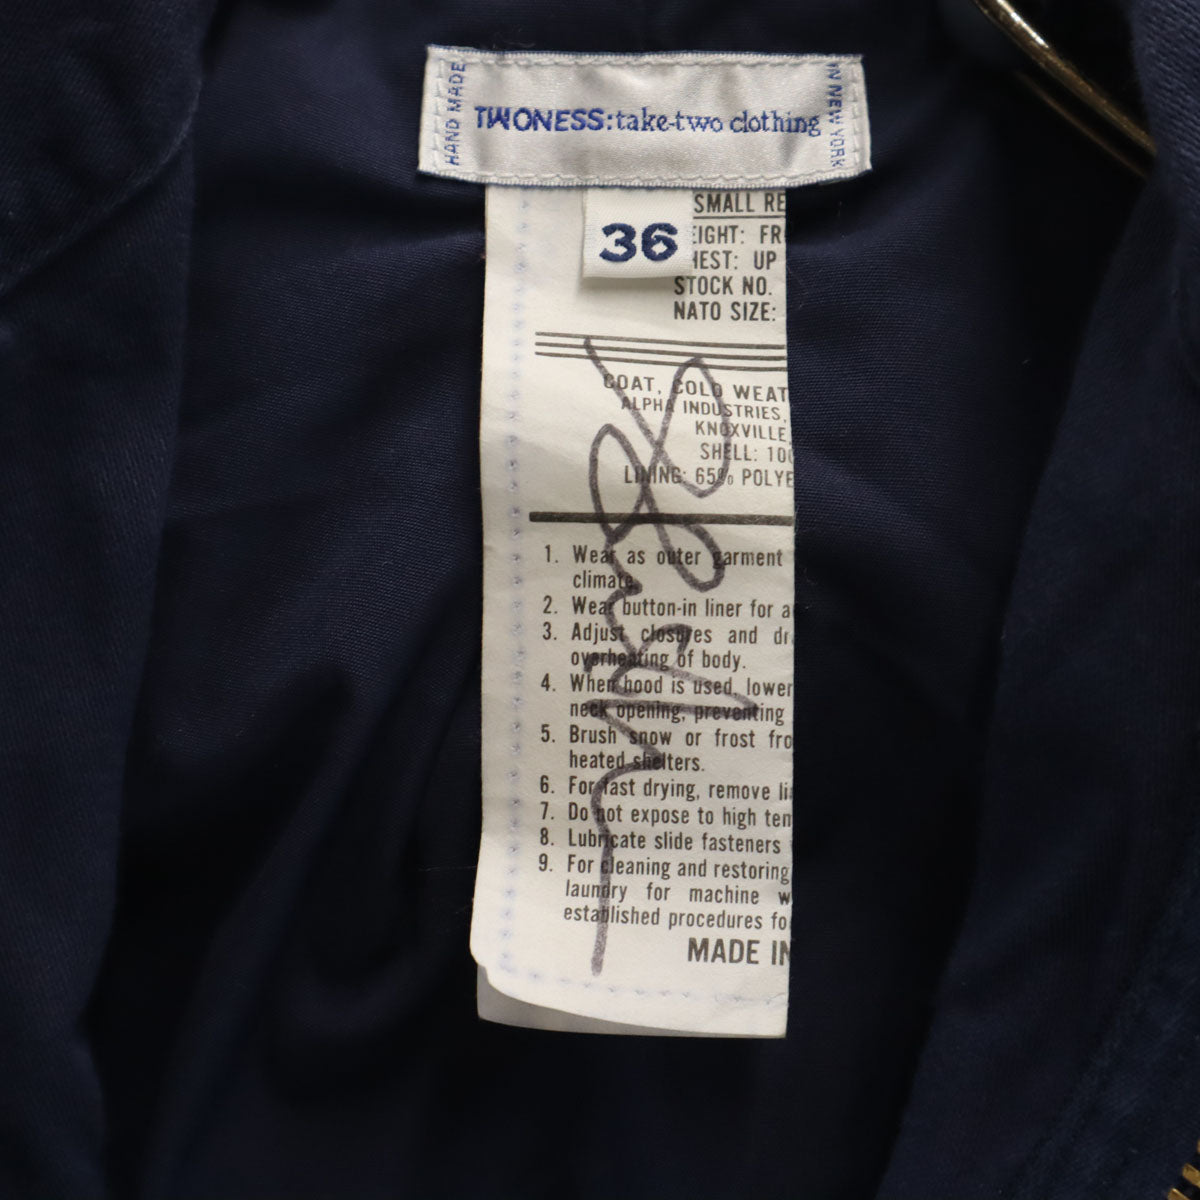 HAND MADE
TWONESS:take-two clothing
IN NEW YORK
36
SMALL RE
EIGHT: FR
HEST: UP
STOCK NO.
NATO SIZE:
COAT, COLD WEAT
ALPHA INDUSTRIES,
KNOXVILLE,
SHELL: 100
LINING: 65% POLYE
1. Wear as outer garment
climate
2. Wear button-in liner for a
3. Adjust closures and dr
overheating of body.
4. When hood is used, lower
neck opening, preventing
5. Brush snow or frost fro
heated shelters.
6. For fast drying, remove li
7. Do not expose to high tem
8. Lubricate slide fasteners
9. For cleaning and restoring
laundry for machine w
established procedures fo
MADE IN